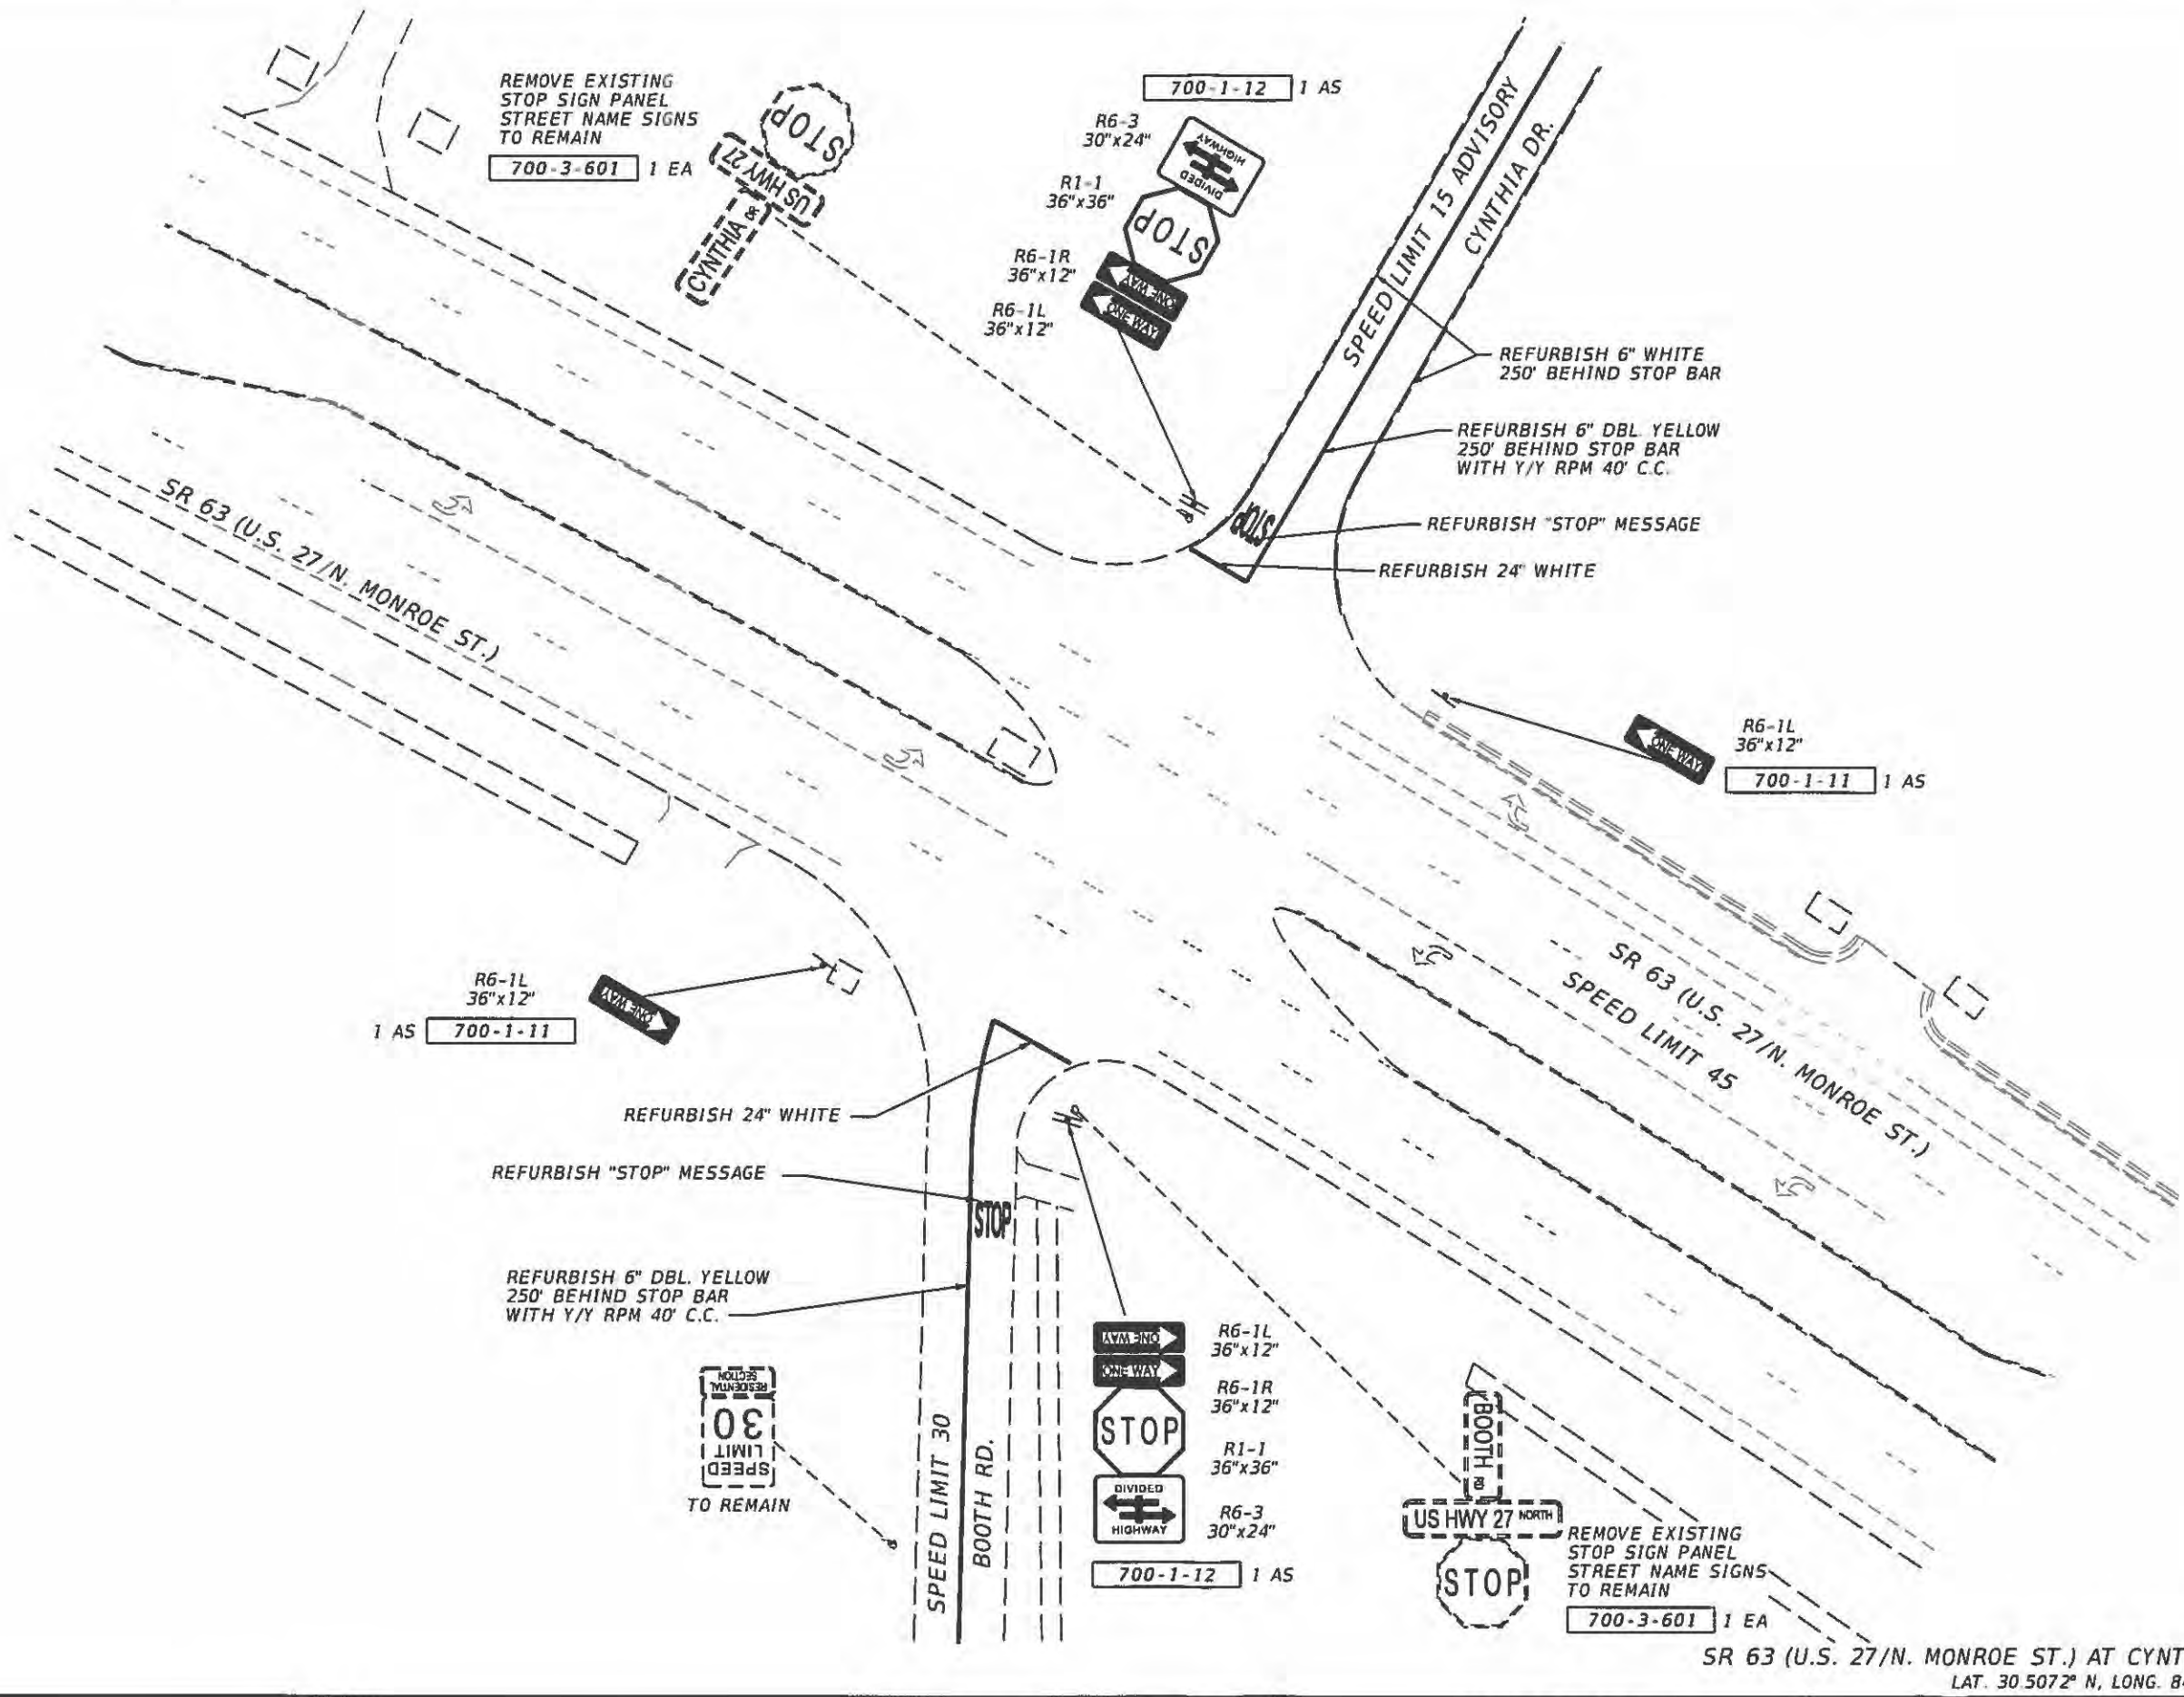 REMOVE EXISTING
STOP SIGN PANEL
STREET NAME SIGNS
TO REMAIN
700-3-601 1 EA
STOP
US HWY 27
CYNTHIA DR
700-1-12 1 AS
R6-3
30"x24"
DIVIDED
HIGHWAY
R1-1
36"x36"
STOP
R6-1R
36"x12"
ONE WAY
R6-1L
36"x12"
ONE WAY
SPEED LIMIT 15 ADVISORY
CYNTHIA DR.
REFURBISH 6" WHITE
250' BEHIND STOP BAR
REFURBISH 6" DBL. YELLOW
250' BEHIND STOP BAR
WITH Y/Y RPM 40' C.C.
STOP
REFURBISH "STOP" MESSAGE
REFURBISH 24" WHITE
SR 63 (U.S. 27/N. MONROE ST.)
ONE WAY
R6-1L
36"x12"
700-1-11 1 AS
SR 63 (U.S. 27/N. MONROE ST.)
SPEED LIMIT 45
R6-1L
36"x12"
1 AS 700-1-11
ONE WAY
REFURBISH 24" WHITE
REFURBISH "STOP" MESSAGE
STOP
REFURBISH 6" DBL. YELLOW
250' BEHIND STOP BAR
WITH Y/Y RPM 40' C.C.
SPEED
LIMIT
30
RESIDENTIAL
SECTION
TO REMAIN
SPEED LIMIT 30
BOOTH RD.
ONE WAY
R6-1L
36"x12"
ONE WAY
R6-1R
36"x12"
STOP
R1-1
36"x36"
DIVIDED
HIGHWAY
R6-3
30"x24"
700-1-12 1 AS
BOOTH RD
US HWY 27 NORTH
STOP
REMOVE EXISTING
STOP SIGN PANEL
STREET NAME SIGNS
TO REMAIN
700-3-601 1 EA
SR 63 (U.S. 27/N. MONROE ST.) AT CYNT
LAT. 30.5072° N, LONG. 8